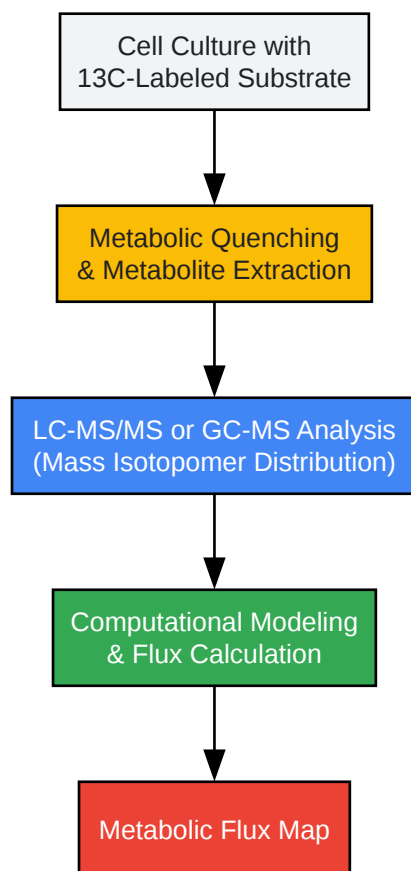 Cell Culture with
13C-Labeled Substrate
Metabolic Quenching
& Metabolite Extraction
LC-MS/MS or GC-MS Analysis
(Mass Isotopomer Distribution)
Computational Modeling
& Flux Calculation
Metabolic Flux Map